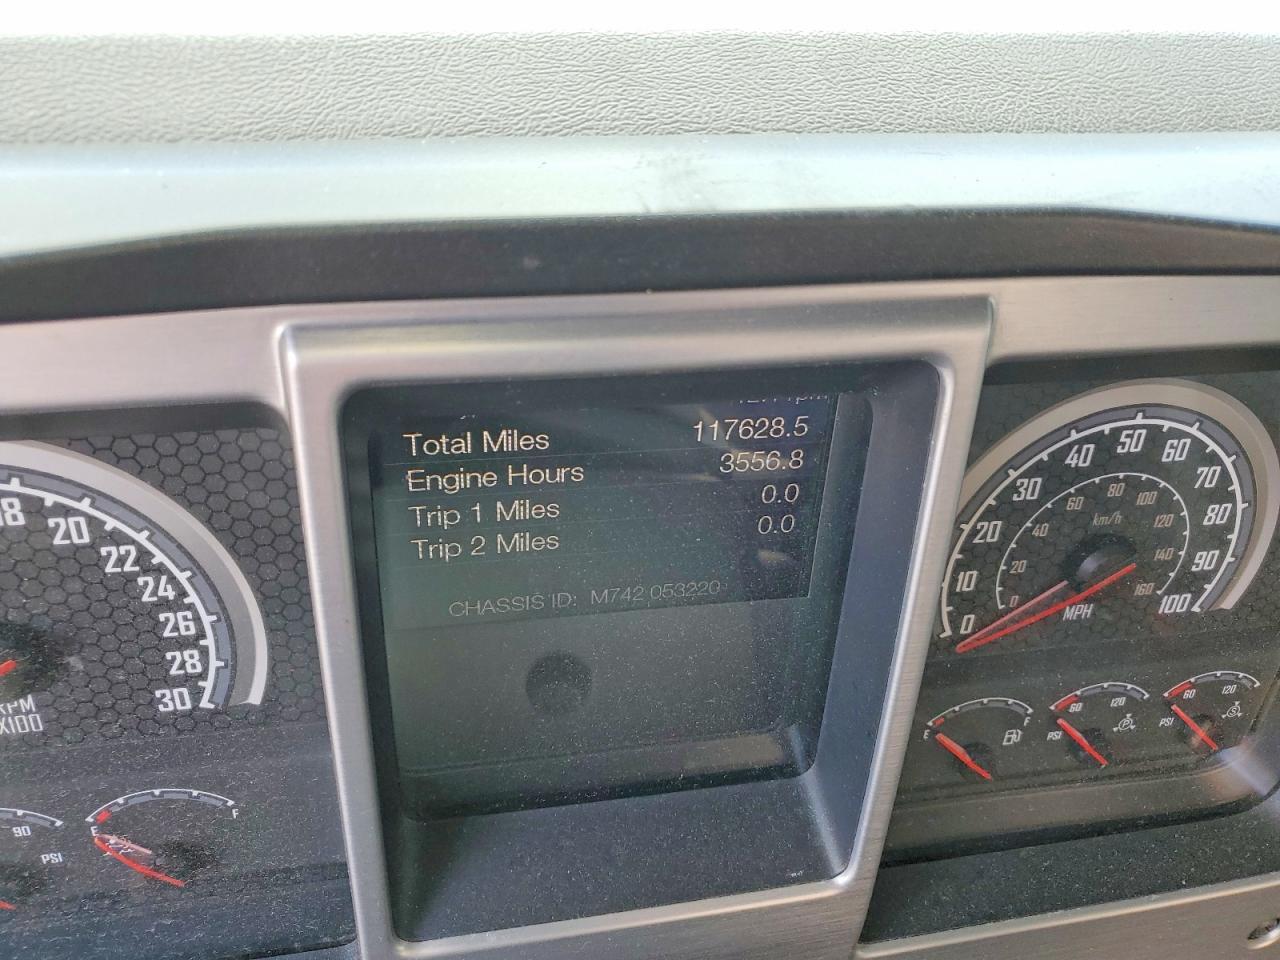 Total Miles 117628.5
Engine Hours 3556.8
Trip 1 Miles 0.0
Trip 2 Miles 0.0
CHASSIS ID: M742 053220
18 20 22 24 26 28 30
RPM
X100
90
PSI
E F
0 10 20 30 40 50 60 70 80 90 100
0 20 40 60 80 100 120 140 160
km/h
MPH
E F
60 120
PSI P
60 120
PSI S